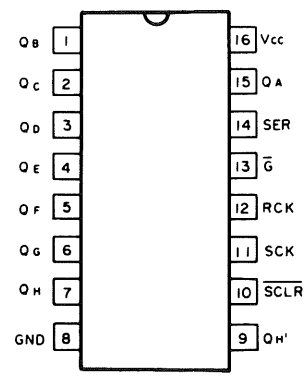 QB 1 16 Vcc
QC 2 15 QA
QD 3 14 SER
QE 4 13 G̅
QF 5 12 RCK
QG 6 11 SCK
QH 7 10 S̅C̅L̅R̅
GND 8 9 QH'